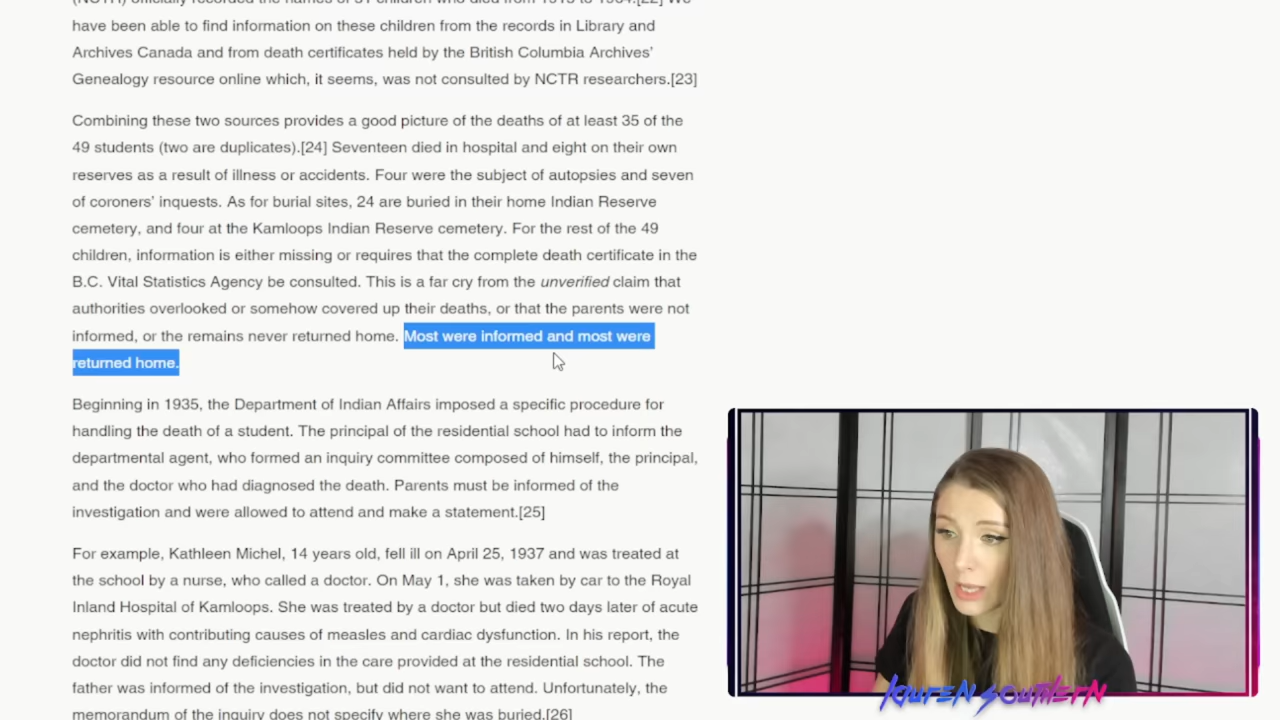 (NCTR) officially recorded the names of 51 children who died from 1915 to 1964.[22] We
have been able to find information on these children from the records in Library and
Archives Canada and from death certificates held by the British Columbia Archives’
Genealogy resource online which, it seems, was not consulted by NCTR researchers.[23]
Combining these two sources provides a good picture of the deaths of at least 35 of the
49 students (two are duplicates).[24] Seventeen died in hospital and eight on their own
reserves as a result of illness or accidents. Four were the subject of autopsies and seven
of coroners’ inquests. As for burial sites, 24 are buried in their home Indian Reserve
cemetery, and four at the Kamloops Indian Reserve cemetery. For the rest of the 49
children, information is either missing or requires that the complete death certificate in the
B.C. Vital Statistics Agency be consulted. This is a far cry from the unverified claim that
authorities overlooked or somehow covered up their deaths, or that the parents were not
informed, or the remains never returned home. Most were informed and most were
returned home.
Beginning in 1935, the Department of Indian Affairs imposed a specific procedure for
handling the death of a student. The principal of the residential school had to inform the
departmental agent, who formed an inquiry committee composed of himself, the principal,
and the doctor who had diagnosed the death. Parents must be informed of the
investigation and were allowed to attend and make a statement.[25]
For example, Kathleen Michel, 14 years old, fell ill on April 25, 1937 and was treated at
the school by a nurse, who called a doctor. On May 1, she was taken by car to the Royal
Inland Hospital of Kamloops. She was treated by a doctor but died two days later of acute
nephritis with contributing causes of measles and cardiac dysfunction. In his report, the
doctor did not find any deficiencies in the care provided at the residential school. The
father was informed of the investigation, but did not want to attend. Unfortunately, the
memorandum of the inquiry does not specify where she was buried.[26]
LAUREN SOUTHERN